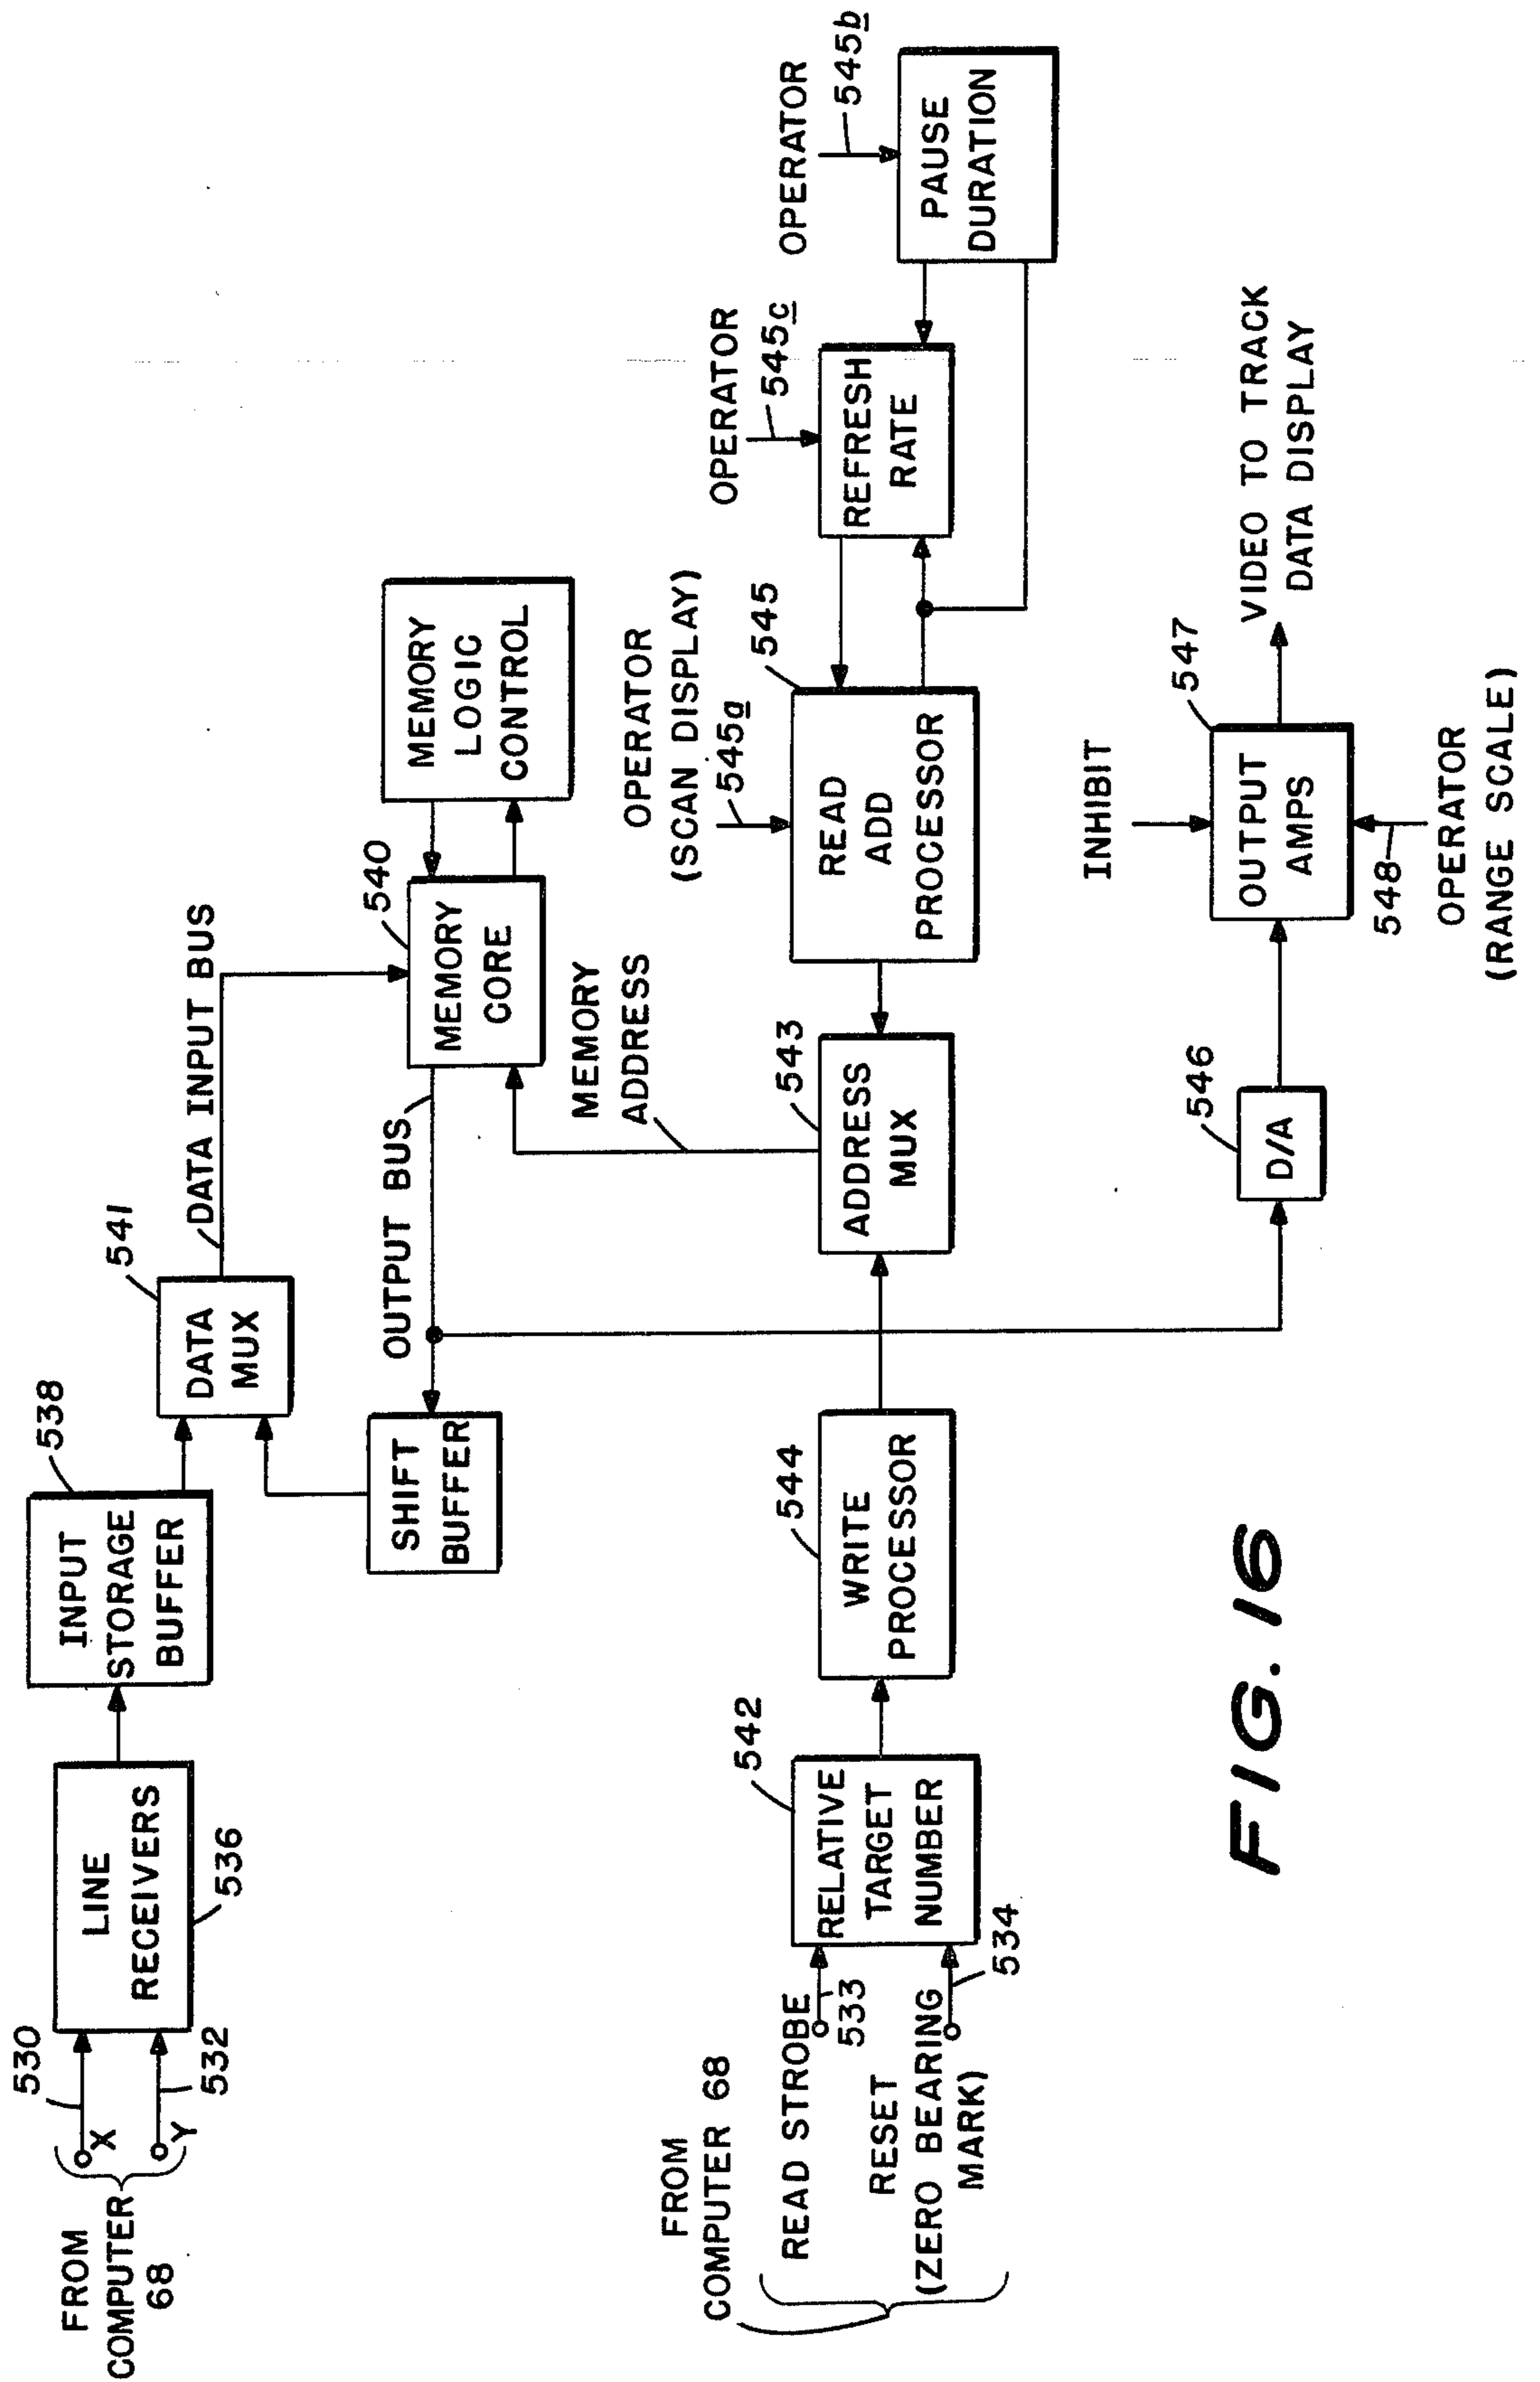 FROM
COMPUTER
68
530
X
532
Y
LINE
RECEIVERS
536
538
INPUT
STORAGE
BUFFER
541
DATA
MUX
DATA INPUT BUS
SHIFT
BUFFER
OUTPUT BUS
540
MEMORY
CORE
MEMORY
LOGIC
CONTROL
MEMORY
ADDRESS
FROM
COMPUTER 68
READ STROBE
533
RESET
(ZERO BEARING
MARK)
534
542
RELATIVE
TARGET
NUMBER
544
WRITE
PROCESSOR
543
ADDRESS
MUX
OPERATOR
(SCAN DISPLAY)
545a
545
READ
ADD
PROCESSOR
OPERATOR
545c
REFRESH
RATE
OPERATOR
545b
PAUSE
DURATION
546
D/A
INHIBIT
547
OUTPUT
AMPS
548
OPERATOR
(RANGE SCALE)
VIDEO TO TRACK
DATA DISPLAY
FIG. 16